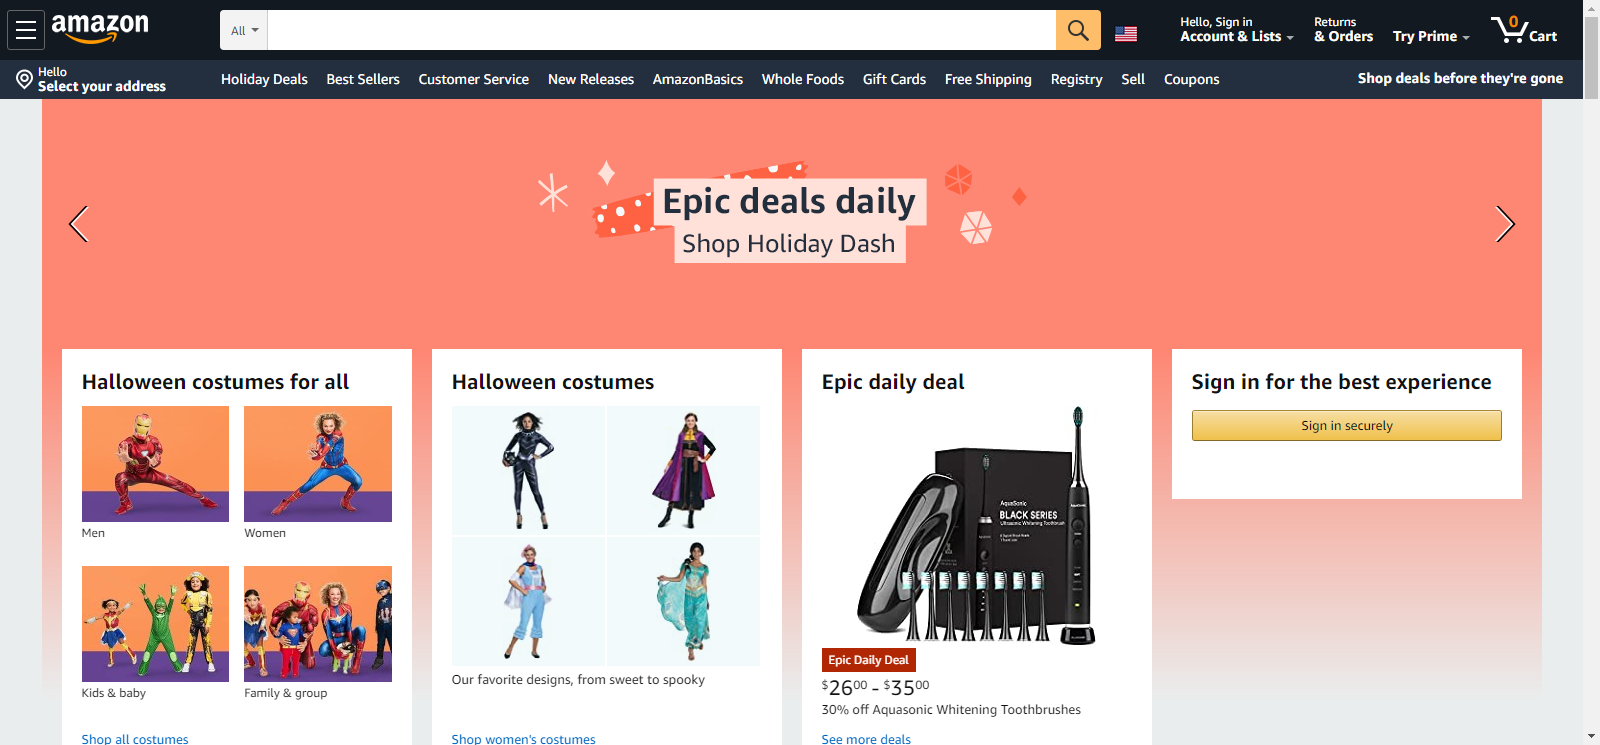 amazon
All
Hello, Sign in
Account & Lists
Returns
& Orders
Try Prime
0
Cart
Hello
Select your address
Holiday Deals
Best Sellers
Customer Service
New Releases
AmazonBasics
Whole Foods
Gift Cards
Free Shipping
Registry
Sell
Coupons
Shop deals before they're gone
Epic deals daily
Shop Holiday Dash
Halloween costumes for all
Men
Women
Kids & baby
Family & group
Shop all costumes
Halloween costumes
Our favorite designs, from sweet to spooky
Shop women's costumes
Epic daily deal
AquaSonic
BLACK SERIES
Ultrasonic Whitening Toothbrush
Epic Daily Deal
$2600 - $3500
30% off Aquasonic Whitening Toothbrushes
See more deals
Sign in for the best experience
Sign in securely